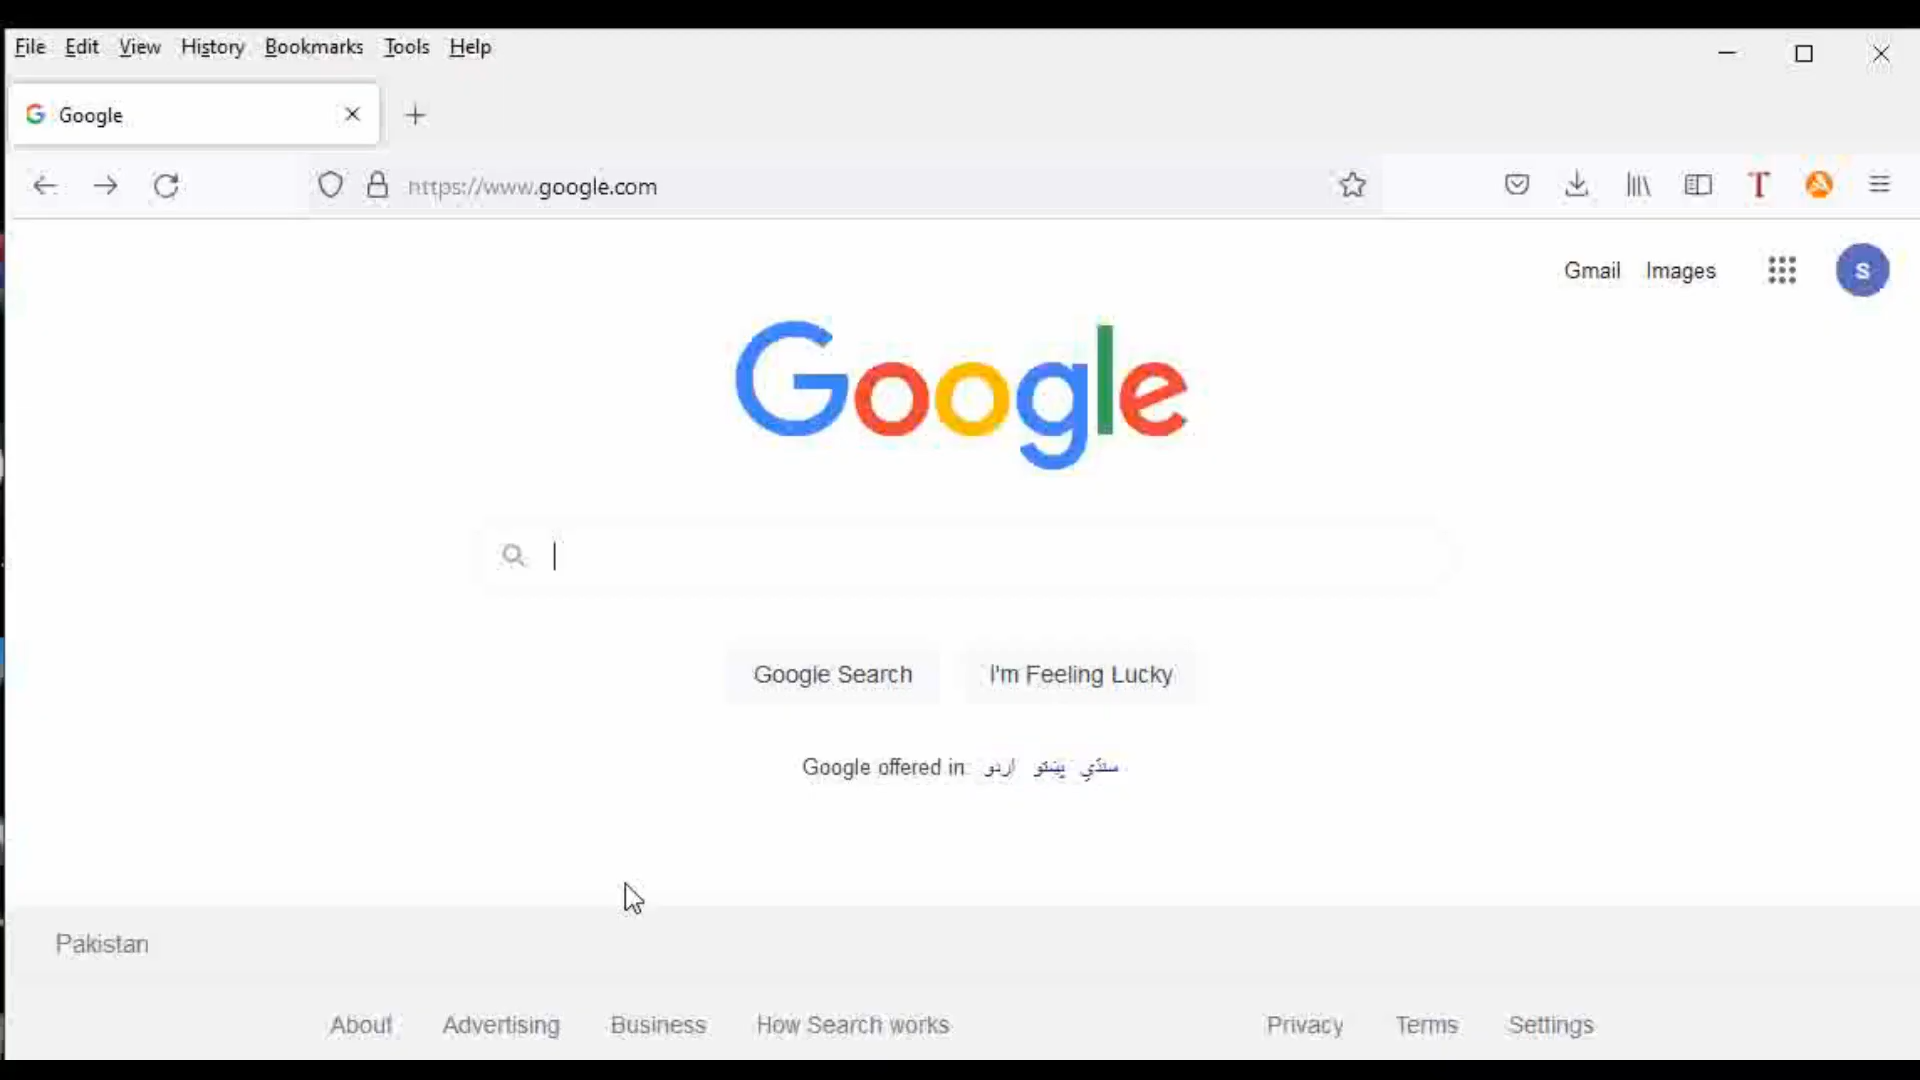 File Edit View History Bookmarks Tools Help
Google
https://www.google.com
T
Gmail Images
S
Google
Google Search I'm Feeling Lucky
Google offered in: اردو پښتو سنڌي
Pakistan
About Advertising Business How Search works Privacy Terms Settings